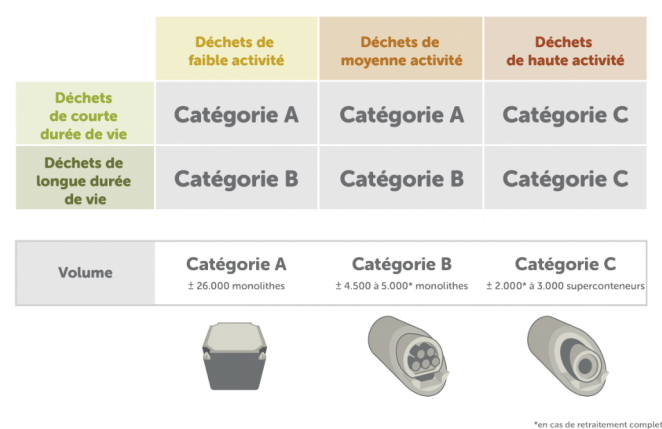 Déchets de
faible activité
Déchets de
moyenne activité
Déchets
de haute activité
Déchets
de courte
durée de vie
Catégorie A
Catégorie A
Catégorie C
Déchets de
longue durée
de vie
Catégorie B
Catégorie B
Catégorie C
Volume
Catégorie A
± 26.000 monolithes
Catégorie B
± 4.500 à 5.000* monolithes
Catégorie C
± 2.000* à 3.000 superconteneurs
*en cas de retraitement complet